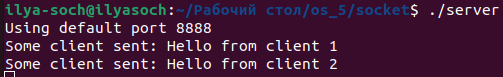 ilya-soch@ilyasoch:~/Рабочий стол/os_5/socket$ ./server
Using default port 8888
Some client sent: Hello from client 1
Some client sent: Hello from client 2